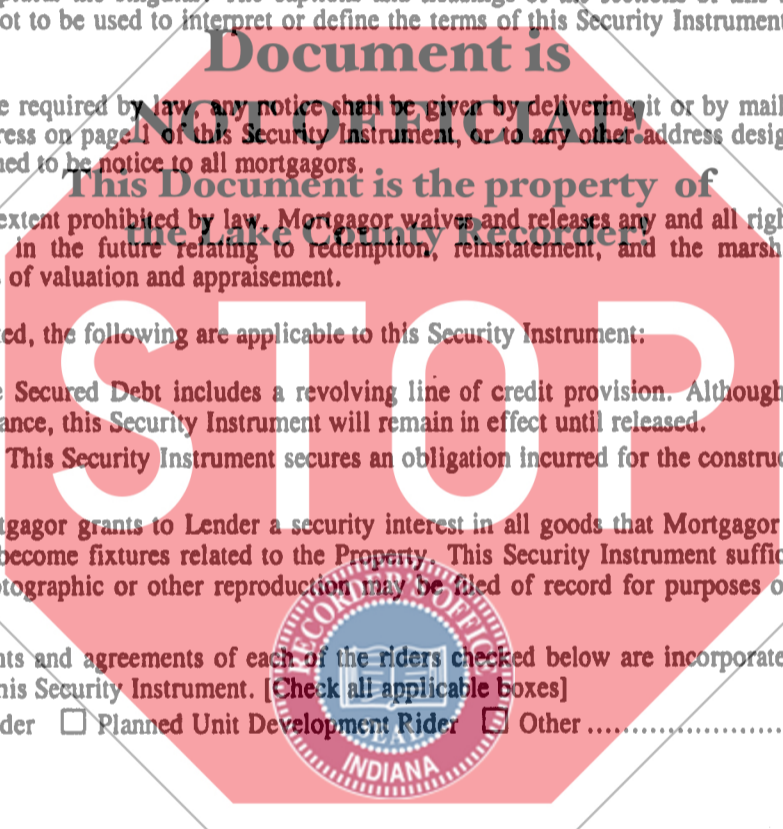 ot to be used to interpret or define the terms of this Security Instrument
Document is
e required by law, any notice shall be given by delivering it or by mail
NOT OFFICIAL!
ress on page 1 of this Security Instrument, or to any other address desig
ned to be notice to all mortgagors.
This Document is the property of
extent prohibited by law, Mortgagor waives and releases any and all righ
the Lake County Recorder!
in the future relating to redemption, reinstatement, and the marsh
of valuation and appraisement.
ed, the following are applicable to this Security Instrument:
STOP
e Secured Debt includes a revolving line of credit provision. Although
ance, this Security Instrument will remain in effect until released.
This Security Instrument secures an obligation incurred for the construc
tgagor grants to Lender a security interest in all goods that Mortgagor
become fixtures related to the Property. This Security Instrument suffic
otographic or other reproduction may be filed of record for purposes o
RECORDER'S OFFICE
nts and agreements of each of the riders checked below are incorporate
his Security Instrument. [Check all applicable boxes]
der ☐ Planned Unit Development Rider ☐ Other ......................
SEAL
INDIANA